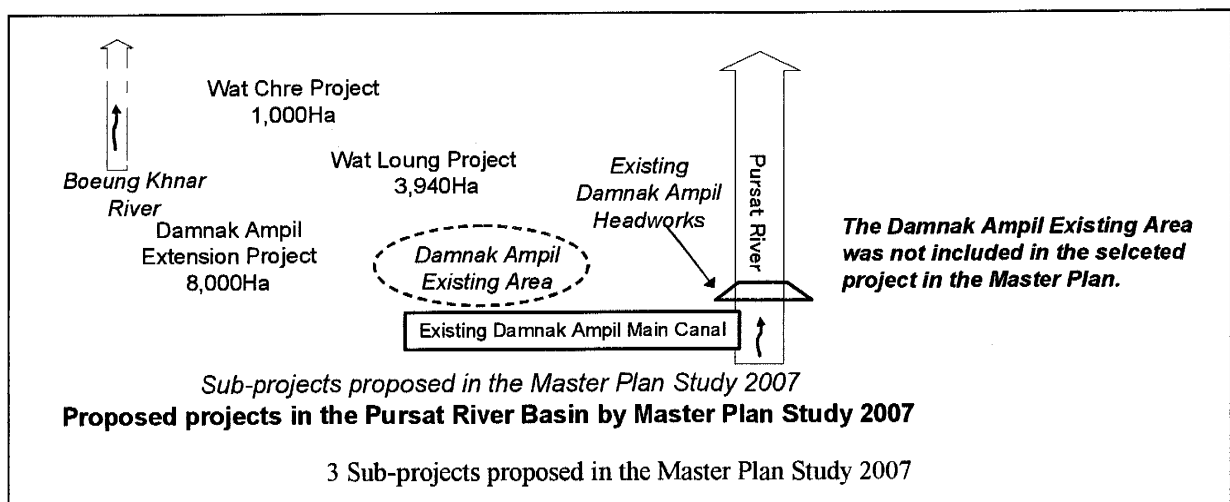 Wat Chre Project
1,000Ha
Wat Loung Project
3,940Ha
Boeung Khnar
River
Damnak Ampil
Extension Project
8,000Ha
Damnak Ampil
Existing Area
Existing
Damnak Ampil
Headworks
Pursat River
The Damnak Ampil Existing Area
was not included in the selceted
project in the Master Plan.
Existing Damnak Ampil Main Canal
Sub-projects proposed in the Master Plan Study 2007
Proposed projects in the Pursat River Basin by Master Plan Study 2007
3 Sub-projects proposed in the Master Plan Study 2007